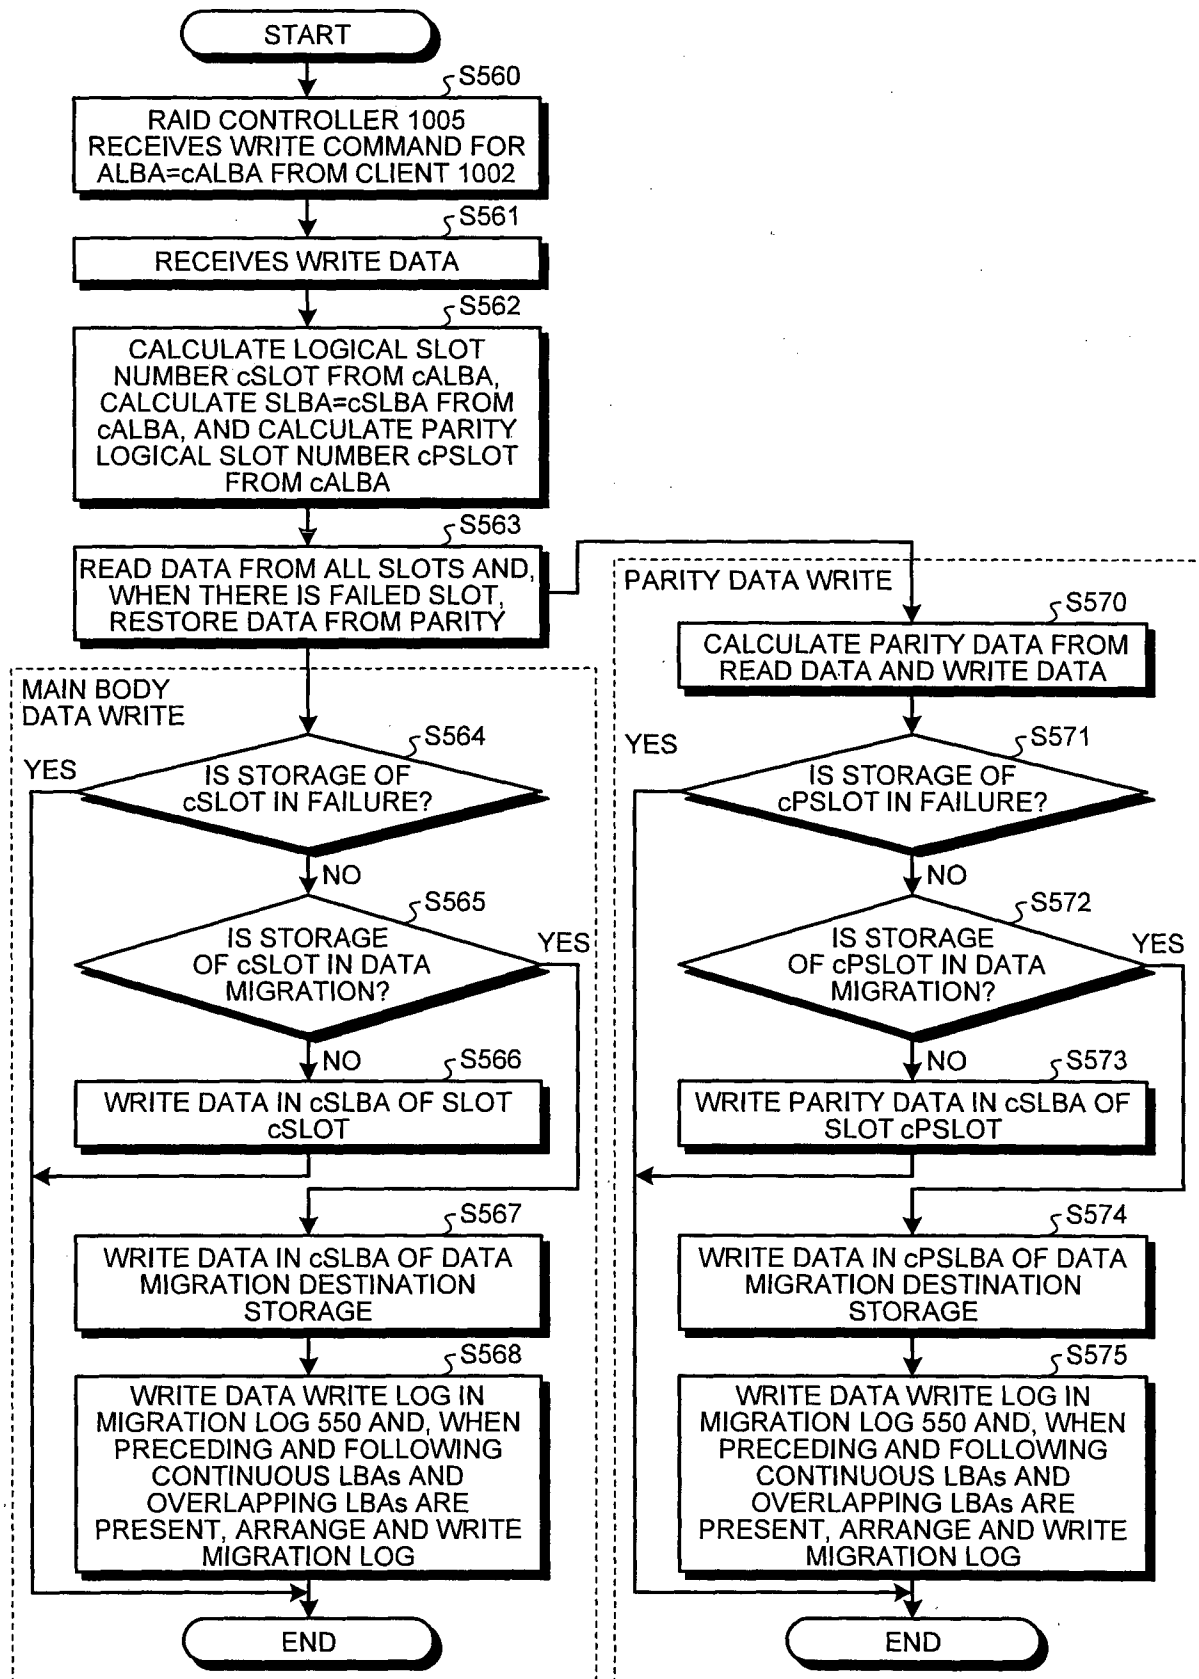 START
S560
RAID CONTROLLER 1005
RECEIVES WRITE COMMAND FOR
ALBA=cALBA FROM CLIENT 1002
S561
RECEIVES WRITE DATA
S562
CALCULATE LOGICAL SLOT
NUMBER cSLOT FROM cALBA,
CALCULATE SLBA=cSLBA FROM
cALBA, AND CALCULATE PARITY
LOGICAL SLOT NUMBER cPSLOT
FROM cALBA
S563
READ DATA FROM ALL SLOTS AND,
WHEN THERE IS FAILED SLOT,
RESTORE DATA FROM PARITY
MAIN BODY
DATA WRITE
S564
YES
IS STORAGE OF
cSLOT IN FAILURE?
NO
S565
IS STORAGE
OF cSLOT IN DATA
MIGRATION?
YES
NO
S566
WRITE DATA IN cSLBA OF SLOT
cSLOT
S567
WRITE DATA IN cSLBA OF DATA
MIGRATION DESTINATION
STORAGE
S568
WRITE DATA WRITE LOG IN
MIGRATION LOG 550 AND, WHEN
PRECEDING AND FOLLOWING
CONTINUOUS LBAs AND
OVERLAPPING LBAs ARE
PRESENT, ARRANGE AND WRITE
MIGRATION LOG
END
PARITY DATA WRITE
S570
CALCULATE PARITY DATA FROM
READ DATA AND WRITE DATA
S571
YES
IS STORAGE OF
cPSLOT IN FAILURE?
NO
S572
IS STORAGE
OF cPSLOT IN DATA
MIGRATION?
YES
NO
S573
WRITE PARITY DATA IN cSLBA OF
SLOT cPSLOT
S574
WRITE DATA IN cPSLBA OF DATA
MIGRATION DESTINATION
STORAGE
S575
WRITE DATA WRITE LOG IN
MIGRATION LOG 550 AND, WHEN
PRECEDING AND FOLLOWING
CONTINUOUS LBAs AND
OVERLAPPING LBAs ARE
PRESENT, ARRANGE AND WRITE
MIGRATION LOG
END